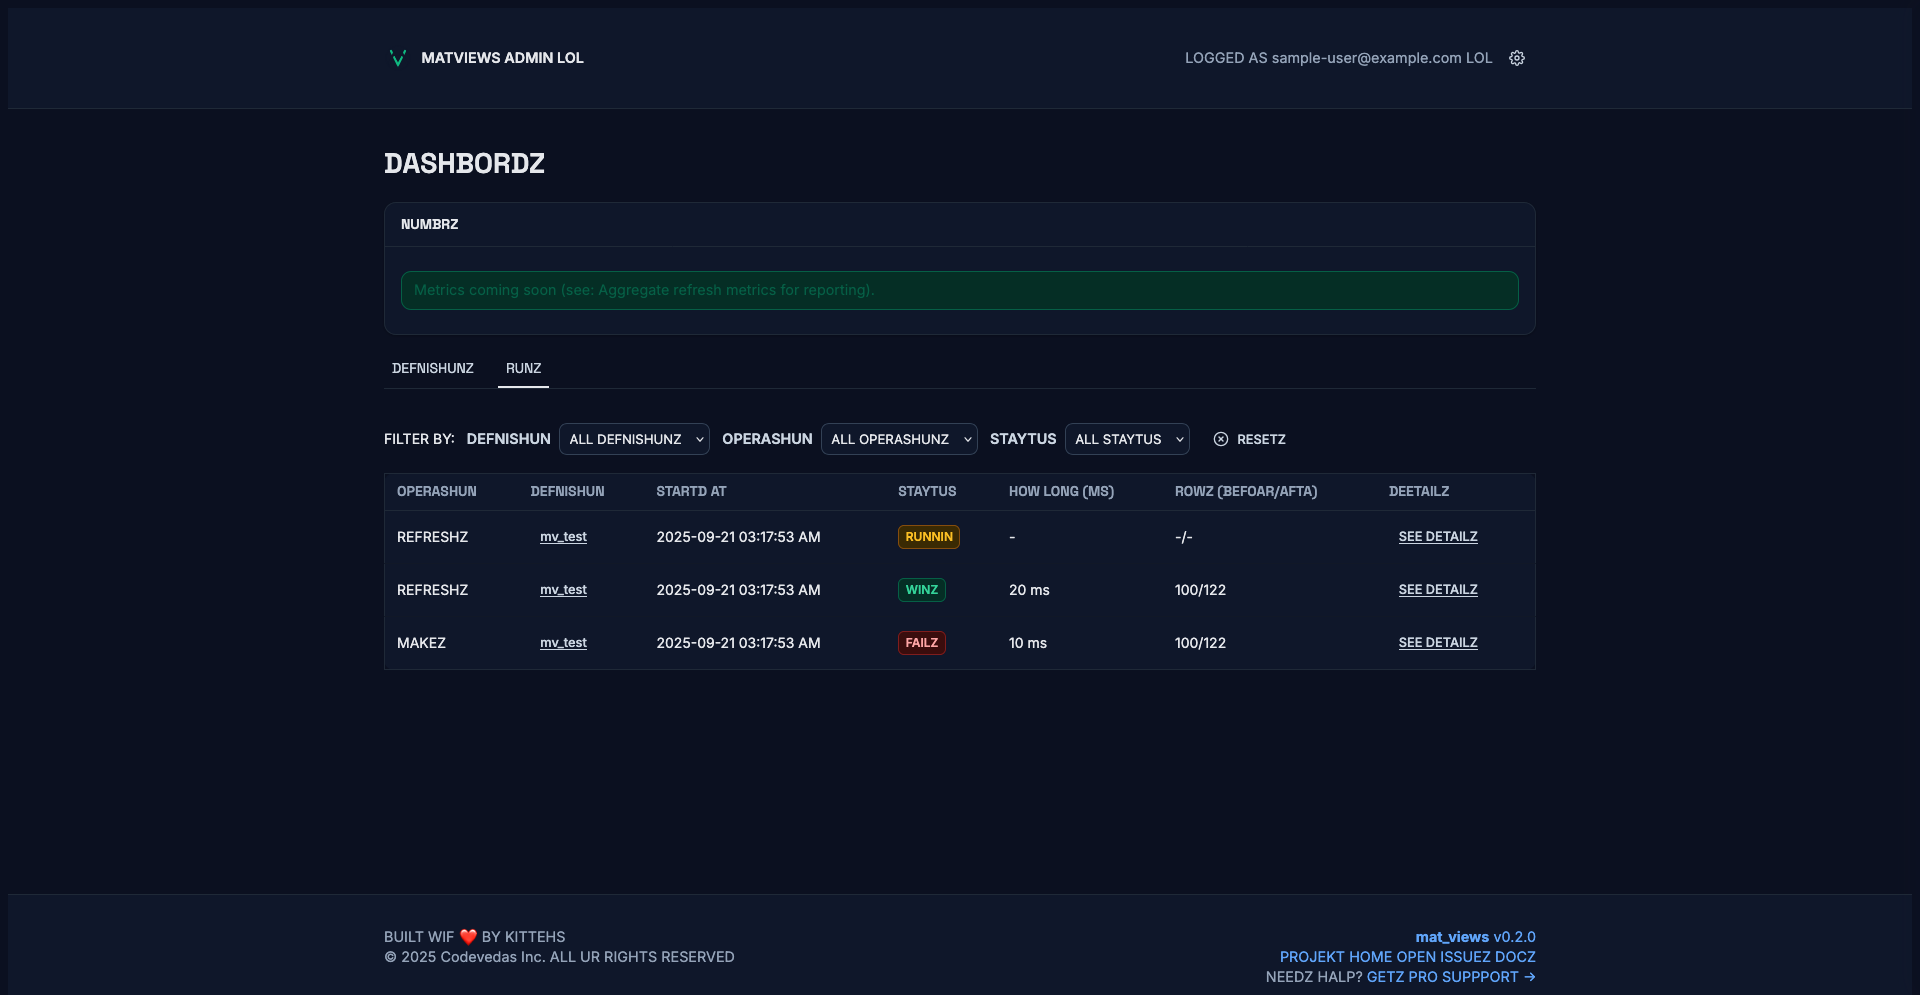 MATVIEWS ADMIN LOL
LOGGED AS sample-user@example.com LOL
DASHBORDZ
NUMBRZ
Metrics coming soon (see: Aggregate refresh metrics for reporting).
DEFNISHUNZ RUNZ
FILTER BY: DEFNISHUN ALL DEFNISHUNZ OPERASHUN ALL OPERASHUNZ STAYTUS ALL STAYTUS RESETZ
OPERASHUN DEFNISHUN STARTD AT STAYTUS HOW LONG (MS) ROWZ (BEFOAR/AFTA) DEETAILZ
REFRESHZ mv_test 2025-09-21 03:17:53 AM RUNNIN - -/- SEE DETAILZ
REFRESHZ mv_test 2025-09-21 03:17:53 AM WINZ 20 ms 100/122 SEE DETAILZ
MAKEZ mv_test 2025-09-21 03:17:53 AM FAILZ 10 ms 100/122 SEE DETAILZ
BUILT WIF ❤️ BY KITTEHS
© 2025 Codevedas Inc. ALL UR RIGHTS RESERVED
mat_views v0.2.0
PROJEKT HOME OPEN ISSUEZ DOCZ
NEEDZ HALP? GETZ PRO SUPPPORT →